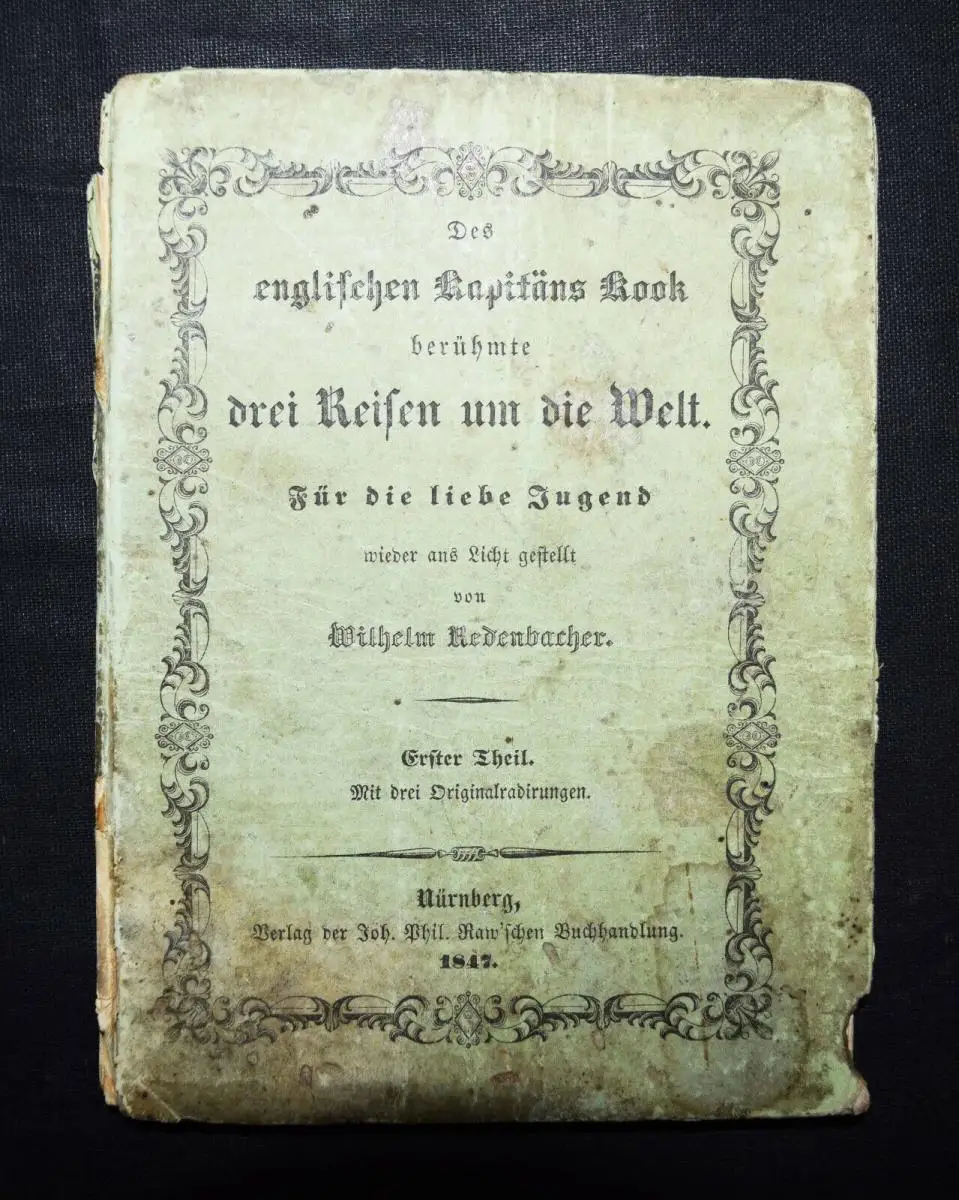 Des
englischen Kapitäns Kook
berühmte
drei Reisen um die Welt.
Für die liebe Jugend
wieder ans Licht gestellt
von
Wilhelm Redenbacher.
Erster Theil.
Mit drei Originalradirungen.
Nürnberg,
Verlag der Joh. Phil. Raw'schen Buchhandlung.
1847.